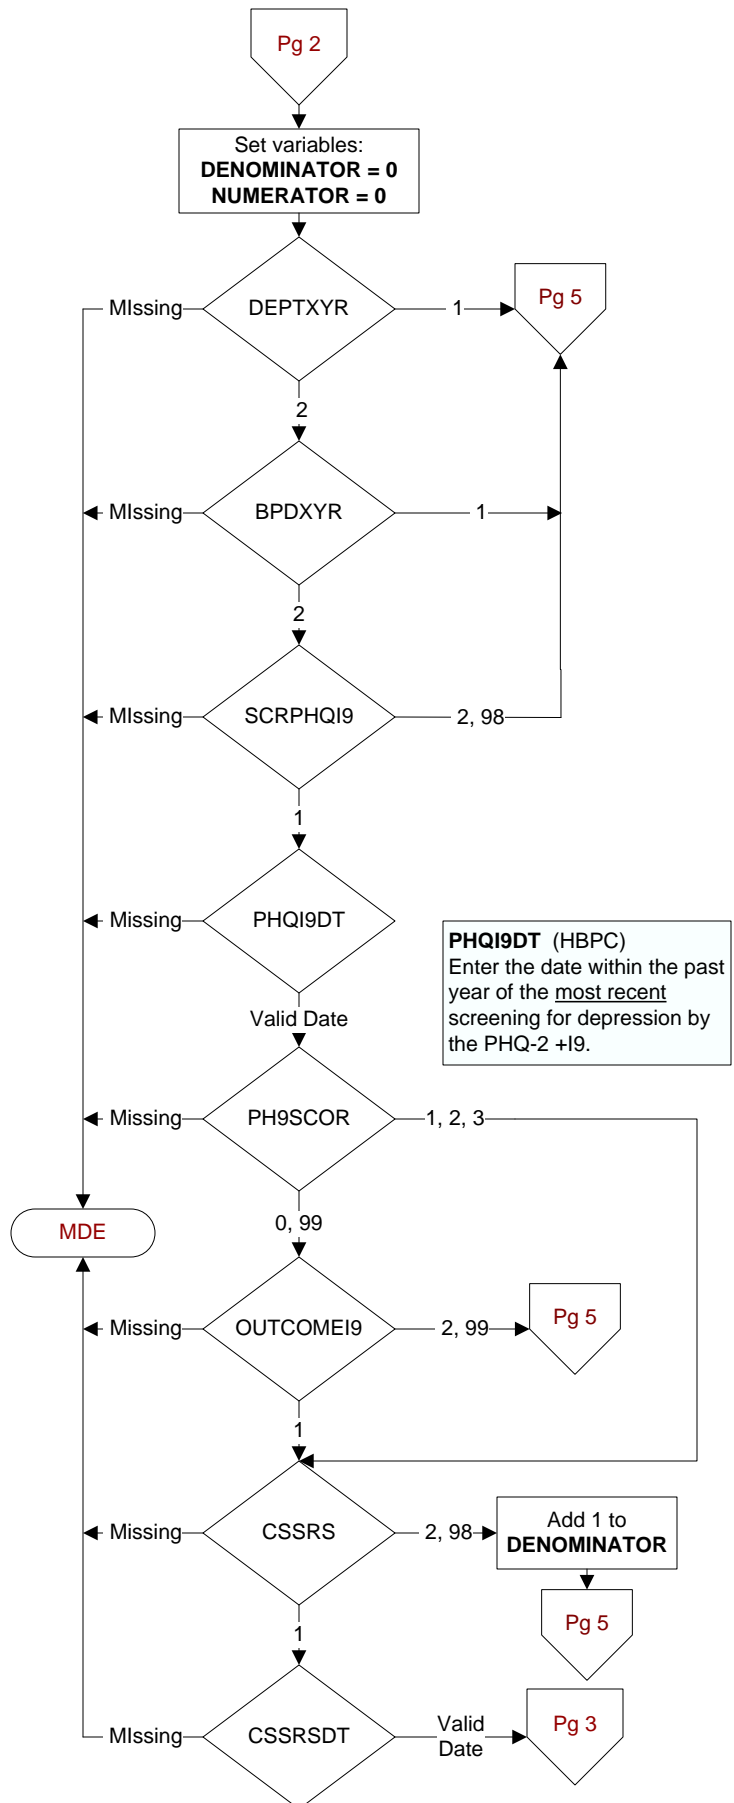 Pg 2
Set variables:
DENOMINATOR = 0
NUMERATOR = 0
MIssing
DEPTXYR
1
Pg 5
2
MIssing
BPDXYR
1
2
MIssing
SCRPHQI9
2, 98
1
Missing
PHQI9DT
PHQI9DT (HBPC)
Enter the date within the past
year of the most recent
screening for depression by
the PHQ-2 +I9.
Valid Date
Missing
PH9SCOR
1, 2, 3
MDE
0, 99
Missing
OUTCOMEI9
2, 99
Pg 5
1
Missing
CSSRS
2, 98
Add 1 to
DENOMINATOR
Pg 5
1
MIssing
CSSRSDT
Valid
Date
Pg 3